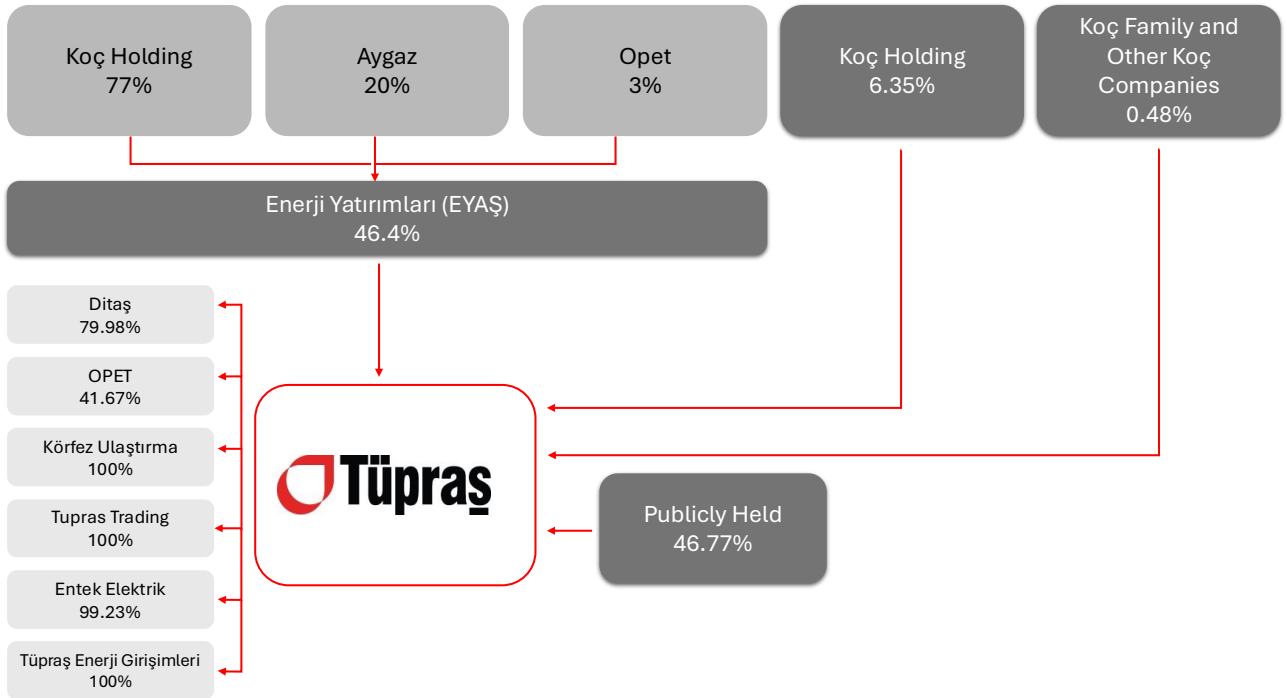 Koç Holding
77%
Aygaz
20%
Opet
3%
Koç Holding
6.35%
Koç Family and
Other Koç
Companies
0.48%
Enerji Yatırımları (EYAŞ)
46.4%
Ditaş
79.98%
OPET
41.67%
Körfez Ulaştırma
100%
Tupras Trading
100%
Entek Elektrik
99.23%
Tüpraş Enerji Girişimleri
100%
Tüpraş
Publicly Held
46.77%